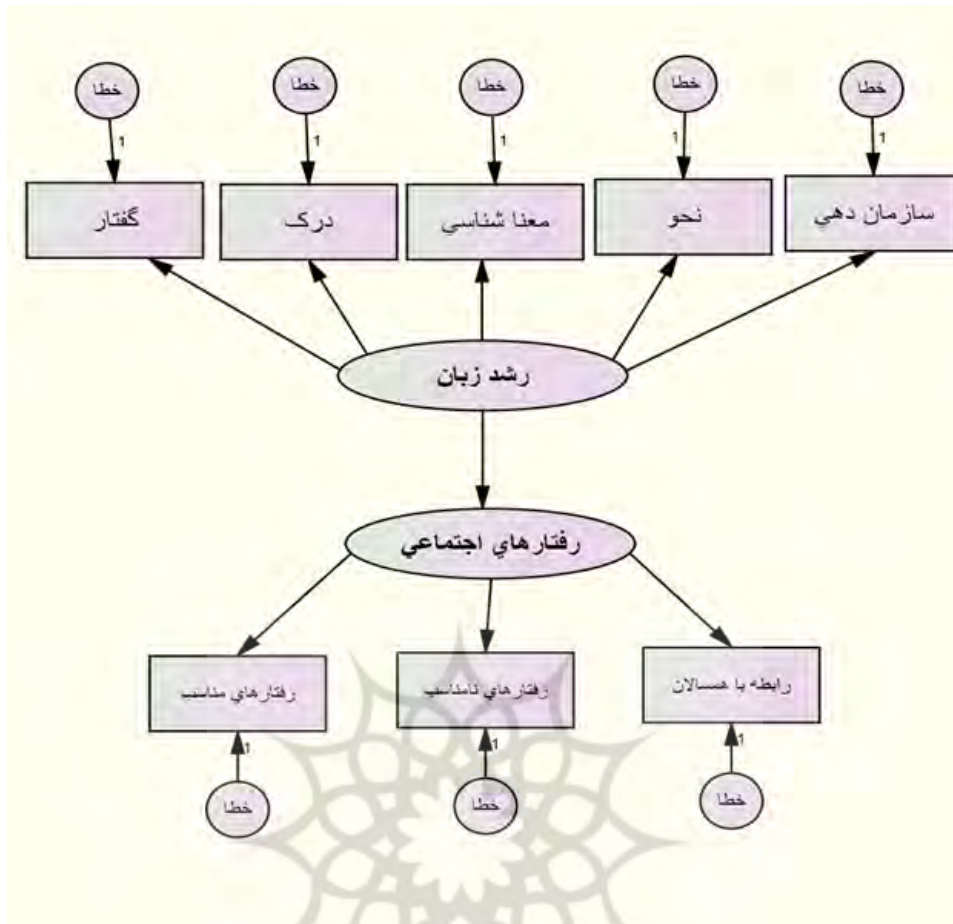 خطا
خطا
خطا
خطا
خطا
1
1
1
1
1
سازمان دهي
نحو
معنا شناسي
درک
گفتار
رشد زبان
رفتارهاي اجتماعي
رابطه با همسالان
رفتارهاي نامناسب
رفتارهاي مناسب
1
1
1
خطا
خطا
خطا